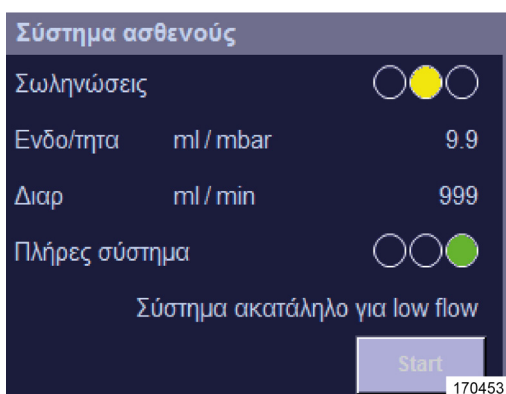 Σύστημα ασθενούς
Σωληνώσεις
Ενδο/τητα ml / mbar 9.9
Διαρ ml / min 999
Πλήρες σύστημα
Σύστημα ακατάληλο για low flow
Start
170453